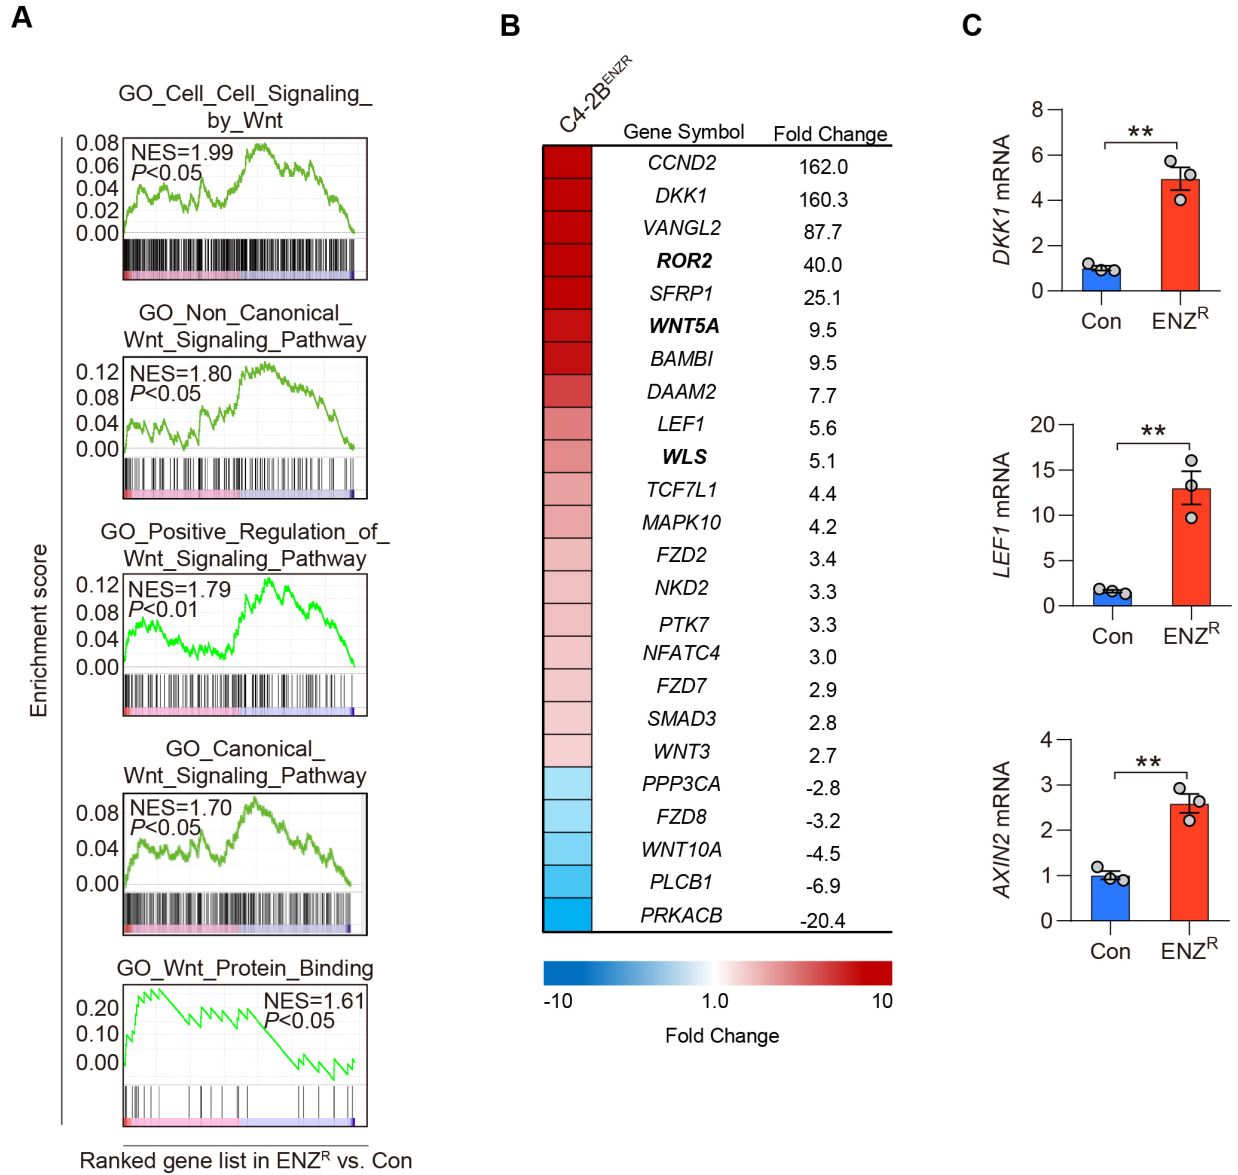 A
GO_Cell_Cell_Signaling_
by_Wnt
0.08
0.06
0.04
0.02
0.00
NES=1.99
P<0.05
GO_Non_Canonical_
Wnt_Signaling_Pathway
0.12
0.08
0.04
0.00
NES=1.80
P<0.05
GO_Positive_Regulation_of_
Wnt_Signaling_Pathway
0.12
0.08
0.04
0.00
NES=1.79
P<0.01
GO_Canonical_
Wnt_Signaling_Pathway
0.08
0.04
0.00
NES=1.70
P<0.05
GO_Wnt_Protein_Binding
0.20
0.10
0.00
NES=1.61
P<0.05
Enrichment score
Ranked gene list in ENZᴿ vs. Con
B
C4-2Bᴱᴺᶻᴿ
Gene Symbol Fold Change
CCND2 162.0
DKK1 160.3
VANGL2 87.7
ROR2 40.0
SFRP1 25.1
WNT5A 9.5
BAMBI 9.5
DAAM2 7.7
LEF1 5.6
WLS 5.1
TCF7L1 4.4
MAPK10 4.2
FZD2 3.4
NKD2 3.3
PTK7 3.3
NFATC4 3.0
FZD7 2.9
SMAD3 2.8
WNT3 2.7
PPP3CA -2.8
FZD8 -3.2
WNT10A -4.5
PLCB1 -6.9
PRKACB -20.4
-10 1.0 10
Fold Change
C
DKK1 mRNA
8
6
4
2
0
**
Con ENZᴿ
LEF1 mRNA
20
15
10
5
0
**
Con ENZᴿ
AXIN2 mRNA
4
3
2
1
0
**
Con ENZᴿ